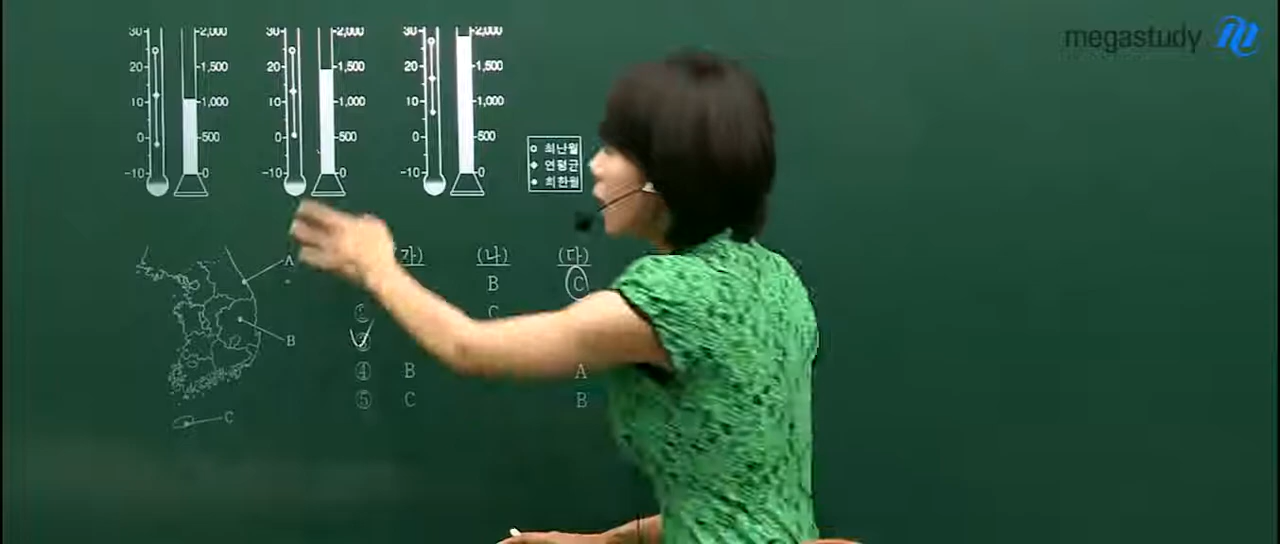 megastudy
30 2,000 30 2,000 30 2,000
20 1,500 20 1,500 20 1,500
10 1,000 10 1,000 10 1,000
0 500 0 500 0 500
-10 0 -10 0 -10 0
최난월
연평균
최한월
A
B
C
가) (나) (다)
B C
C
③
④ B A
⑤ C B